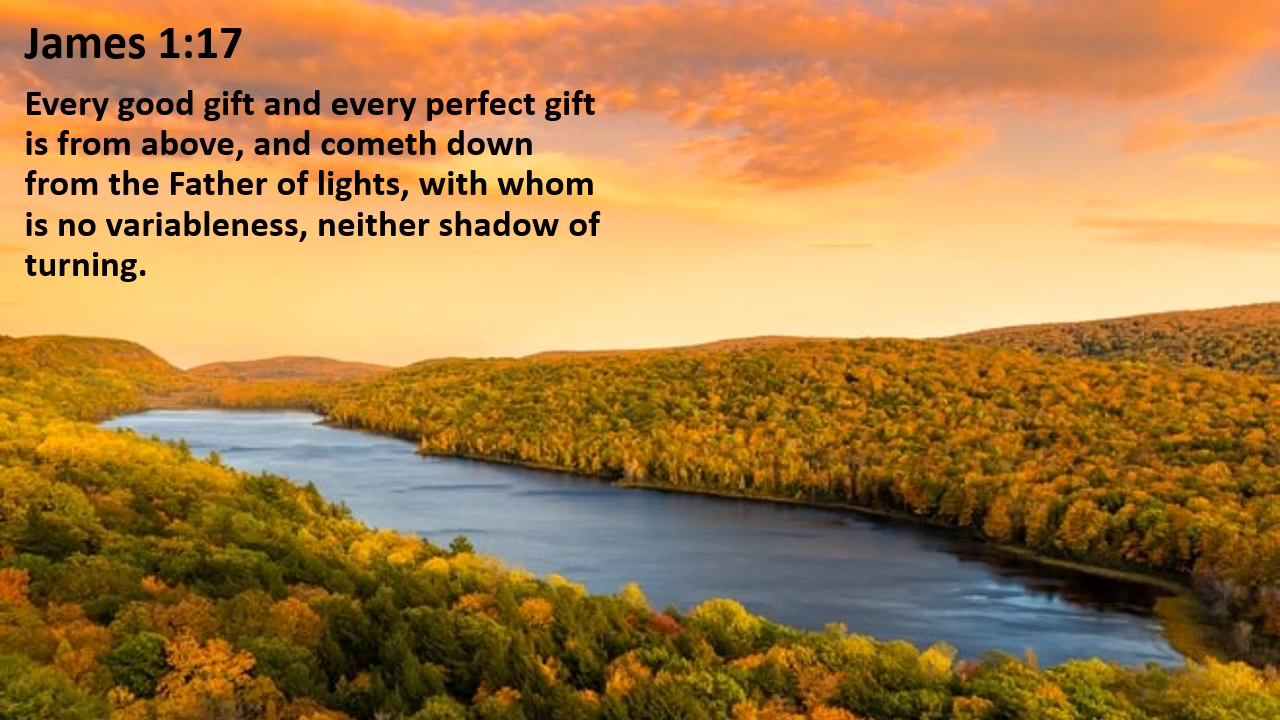 James 1:17
Every good gift and every perfect gift
is from above, and cometh down
from the Father of lights, with whom
is no variableness, neither shadow of
turning.